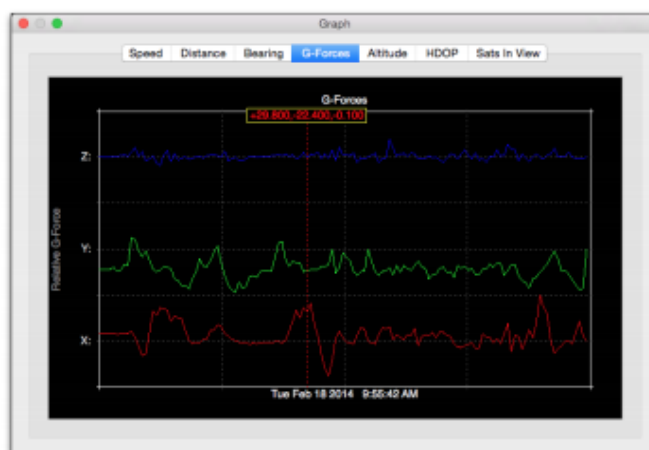 Graph
Speed Distance Bearing G-Forces Altitude HDOP Sats In View
G-Forces
+29.800,-22.400,-0.100
Z:
Relative G-Force
Y:
X:
Tue Feb 18 2014 9:55:42 AM